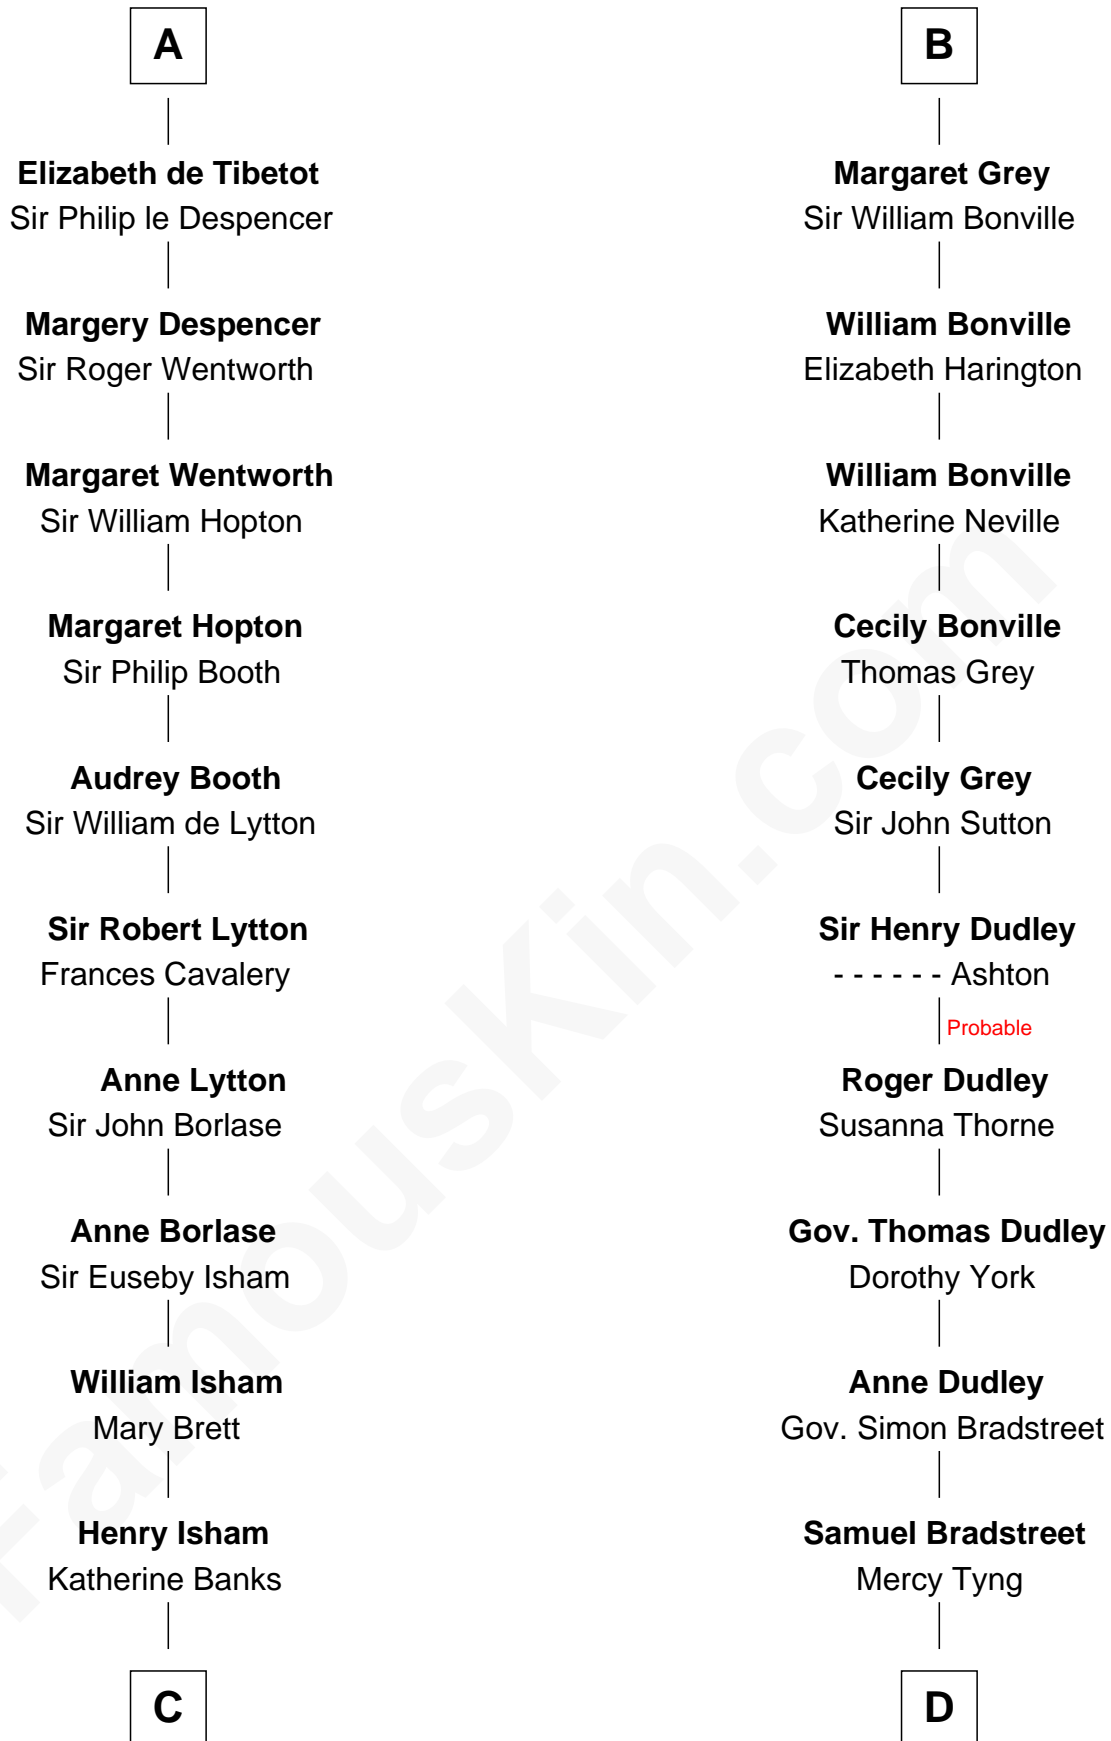 A
Elizabeth de Tibetot
Sir Philip le Despencer
Margery Despencer
Sir Roger Wentworth
Margaret Wentworth
Sir William Hopton
Margaret Hopton
Sir Philip Booth
Audrey Booth
Sir William de Lytton
Sir Robert Lytton
Frances Cavalery
Anne Lytton
Sir John Borlase
Anne Borlase
Sir Euseby Isham
William Isham
Mary Brett
Henry Isham
Katherine Banks
C
B
Margaret Grey
Sir William Bonville
William Bonville
Elizabeth Harington
William Bonville
Katherine Neville
Cecily Bonville
Thomas Grey
Cecily Grey
Sir John Sutton
Sir Henry Dudley
- - - - - - Ashton
Probable
Roger Dudley
Susanna Thorne
Gov. Thomas Dudley
Dorothy York
Anne Dudley
Gov. Simon Bradstreet
Samuel Bradstreet
Mercy Tyng
D
FamousKin.com